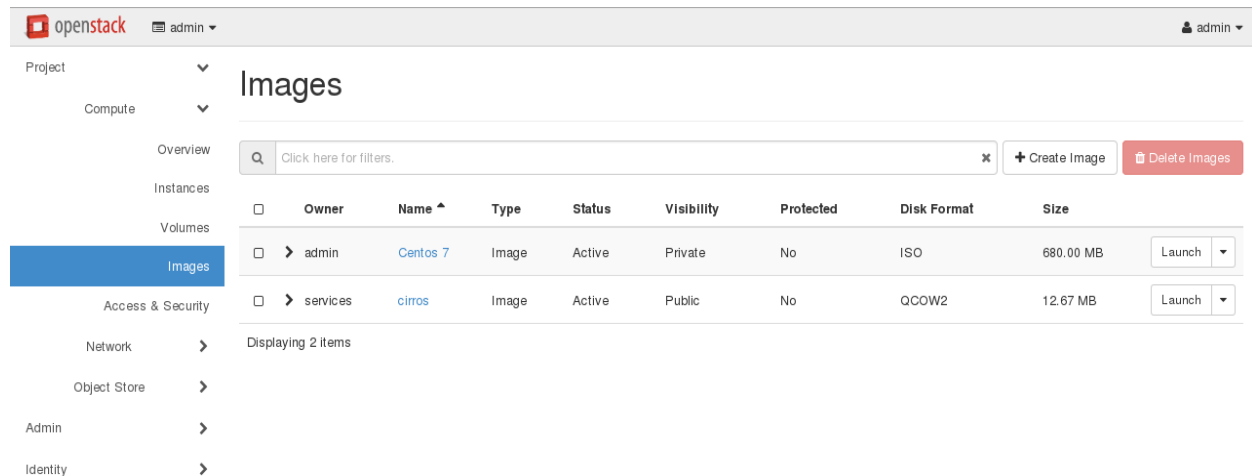 openstack admin admin
Project
Images
Compute
Overview
Click here for filters. Create Image Delete Images
Instances
Owner Name Type Status Visibility Protected Disk Format Size
Volumes
admin Centos 7 Image Active Private No ISO 680.00 MB Launch
Images
services cirros Image Active Public No QCOW2 12.67 MB Launch
Access & Security
Network
Displaying 2 items
Object Store
Admin
Identity